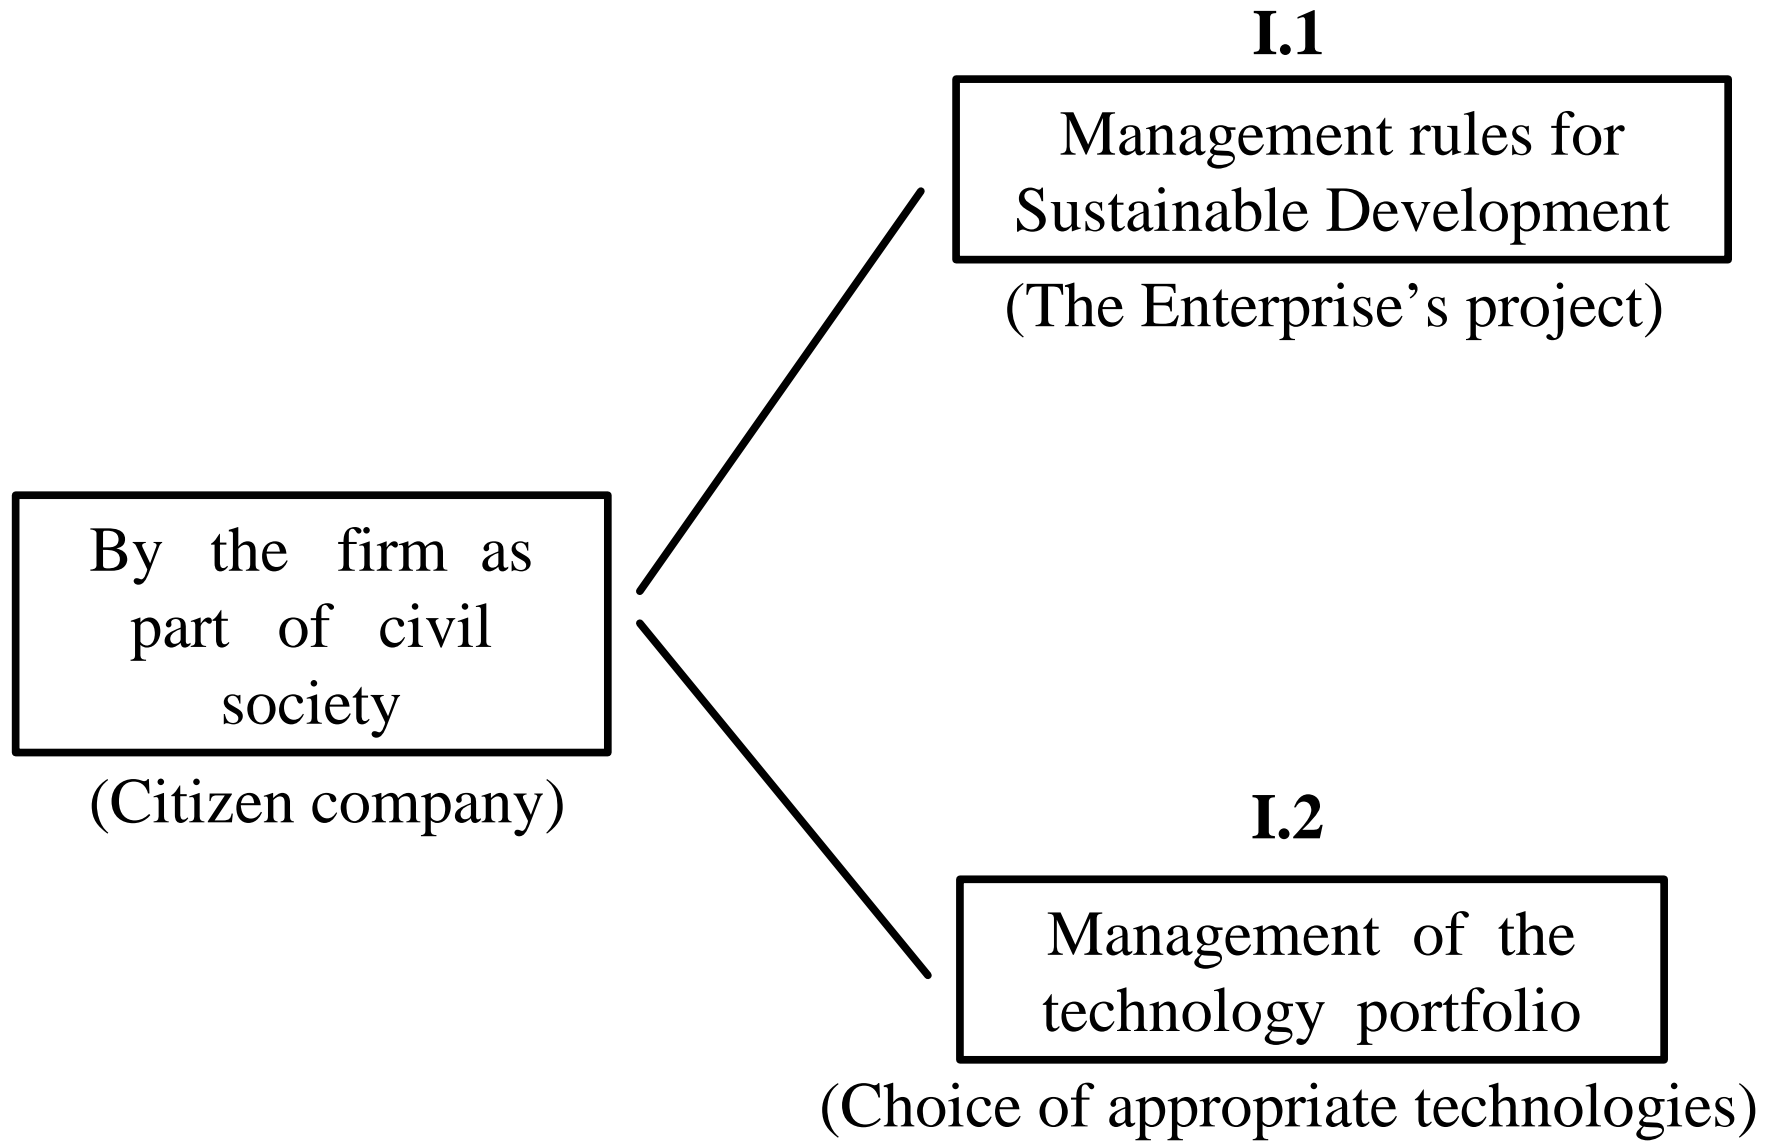 I.1
Management rules for
Sustainable Development
(The Enterprise’s project)
By the firm as
part of civil
society
(Citizen company)
I.2
Management of the
technology portfolio
(Choice of appropriate technologies)